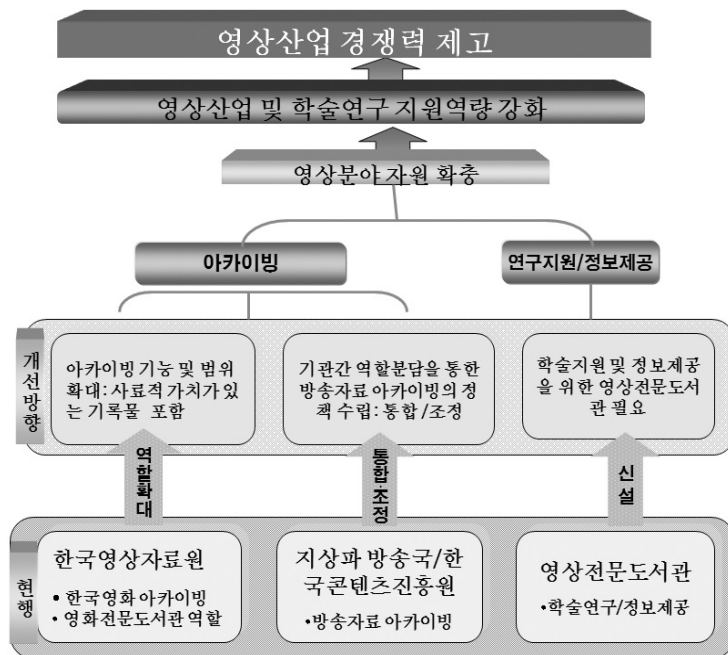 영상산업 경쟁력 제고
영상산업 및 학술연구 지원역량 강화
영상분야 자원 확충
아카이빙
연구지원/정보제공
개선방향
아카이빙 기능 및 범위
확대: 사료적 가치가 있
는 기록물 포함
기관간 역할분담을 통한
방송자료 아카이빙의 정
책 수립: 통합/조정
학술지원 및 정보제공
을 위한 영상전문도서
관 필요
역할확대
통합·조정
신설
현행
한국영상자료원
• 한국영화 아카이빙
• 영화전문도서관 역할
지상파 방송국/한
국콘텐츠진흥원
•방송자료 아카이빙
영상전문도서관
•학술연구/정보제공